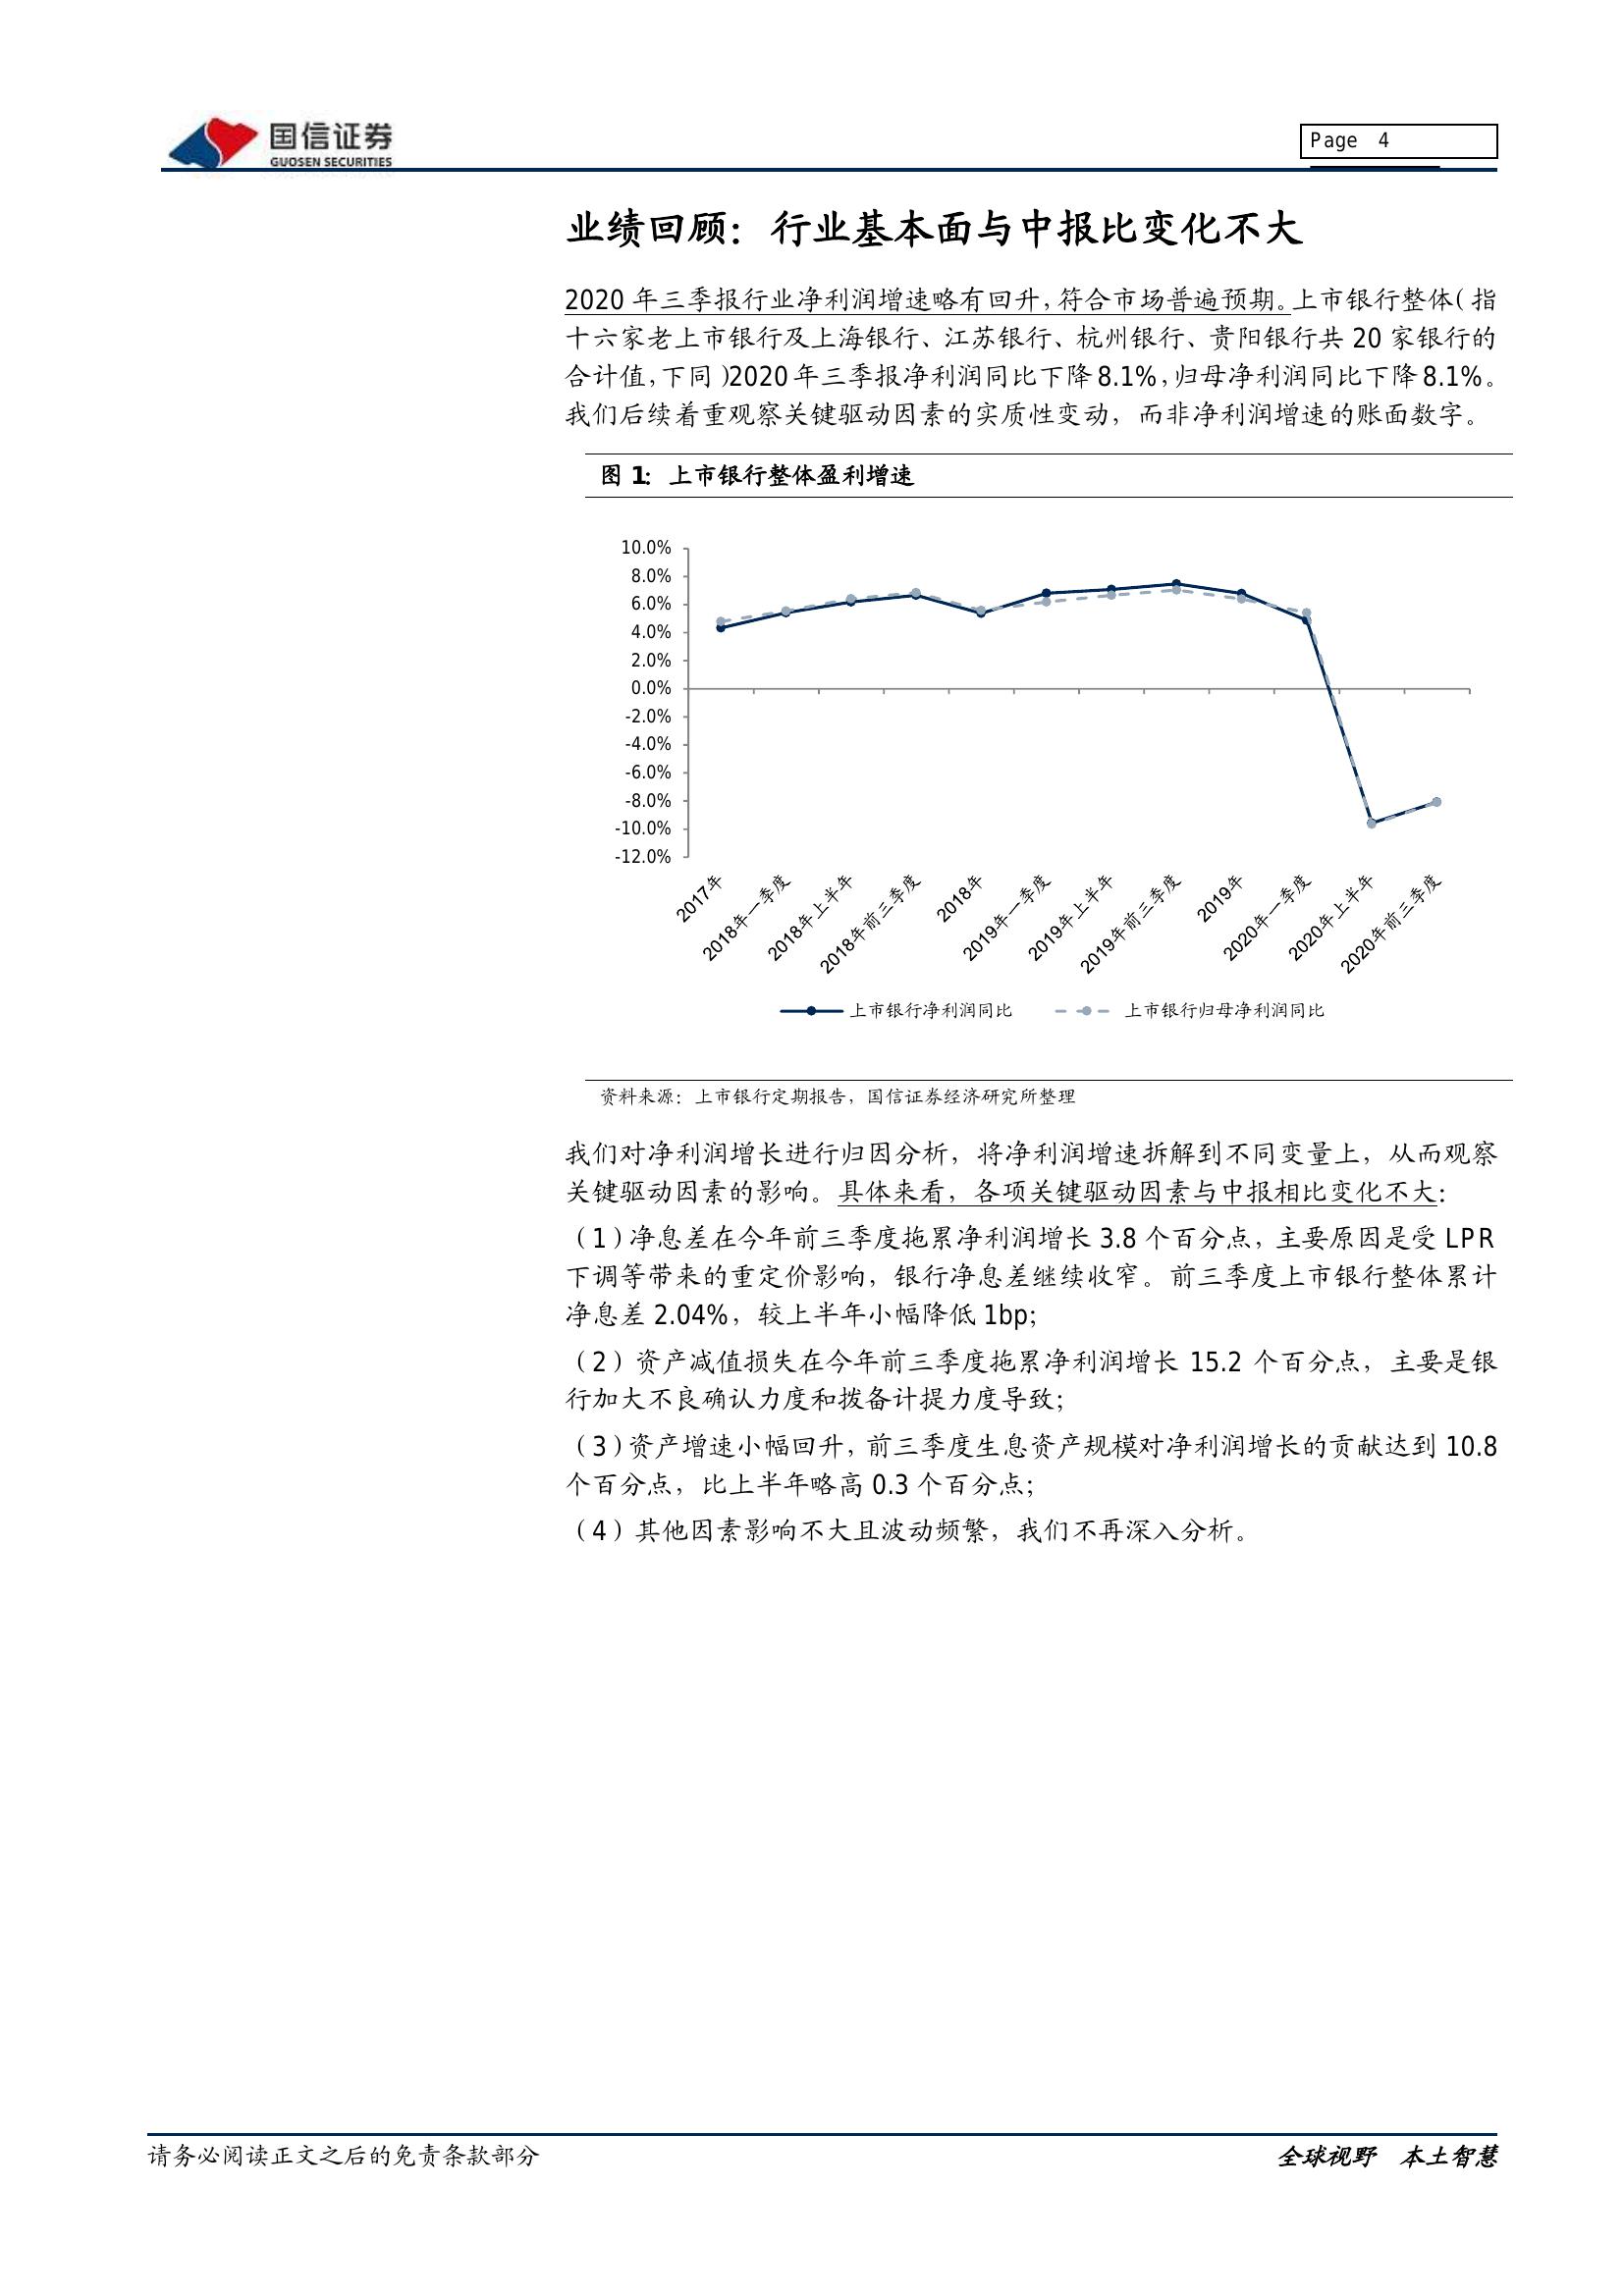 国信证券
GUOSEN SECURITIES
Page 4
业绩回顾：行业基本面与中报比变化不大
2020 年三季报行业净利润增速略有回升，符合市场普遍预期。上市银行整体（指
十六家老上市银行及上海银行、江苏银行、杭州银行、贵阳银行共 20 家银行的
合计值，下同）2020 年三季报净利润同比下降 8.1%，归母净利润同比下降 8.1%。
我们后续着重观察关键驱动因素的实质性变动，而非净利润增速的账面数字。
图 1：上市银行整体盈利增速
10.0%
8.0%
6.0%
4.0%
2.0%
0.0%
-2.0%
-4.0%
-6.0%
-8.0%
-10.0%
-12.0%
2017年
2018年一季度
2018年上半年
2018年前三季度
2018年
2019年一季度
2019年上半年
2019年前三季度
2019年
2020年一季度
2020年上半年
2020年前三季度
上市银行净利润同比
上市银行归母净利润同比
资料来源：上市银行定期报告，国信证券经济研究所整理
我们对净利润增长进行归因分析，将净利润增速拆解到不同变量上，从而观察
关键驱动因素的影响。具体来看，各项关键驱动因素与中报相比变化不大：
（1）净息差在今年前三季度拖累净利润增长 3.8 个百分点，主要原因是受 LPR
下调等带来的重定价影响，银行净息差继续收窄。前三季度上市银行整体累计
净息差 2.04%，较上半年小幅降低 1bp；
（2）资产减值损失在今年前三季度拖累净利润增长 15.2 个百分点，主要是银
行加大不良确认力度和拨备计提力度导致；
（3）资产增速小幅回升，前三季度生息资产规模对净利润增长的贡献达到 10.8
个百分点，比上半年略高 0.3 个百分点；
（4）其他因素影响不大且波动频繁，我们不再深入分析。
请务必阅读正文之后的免责条款部分
全球视野 本土智慧